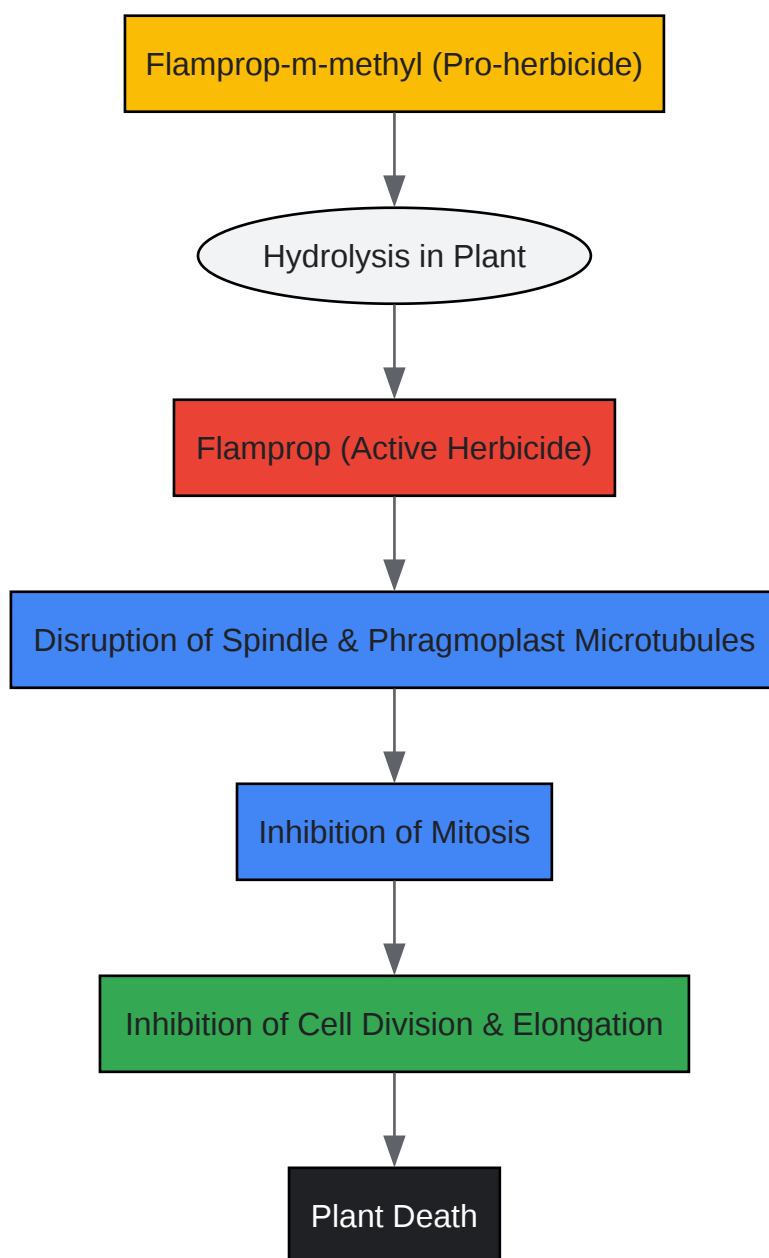 Flamprop-m-methyl (Pro-herbicide)
Hydrolysis in Plant
Flamprop (Active Herbicide)
Disruption of Spindle & Phragmoplast Microtubules
Inhibition of Mitosis
Inhibition of Cell Division & Elongation
Plant Death